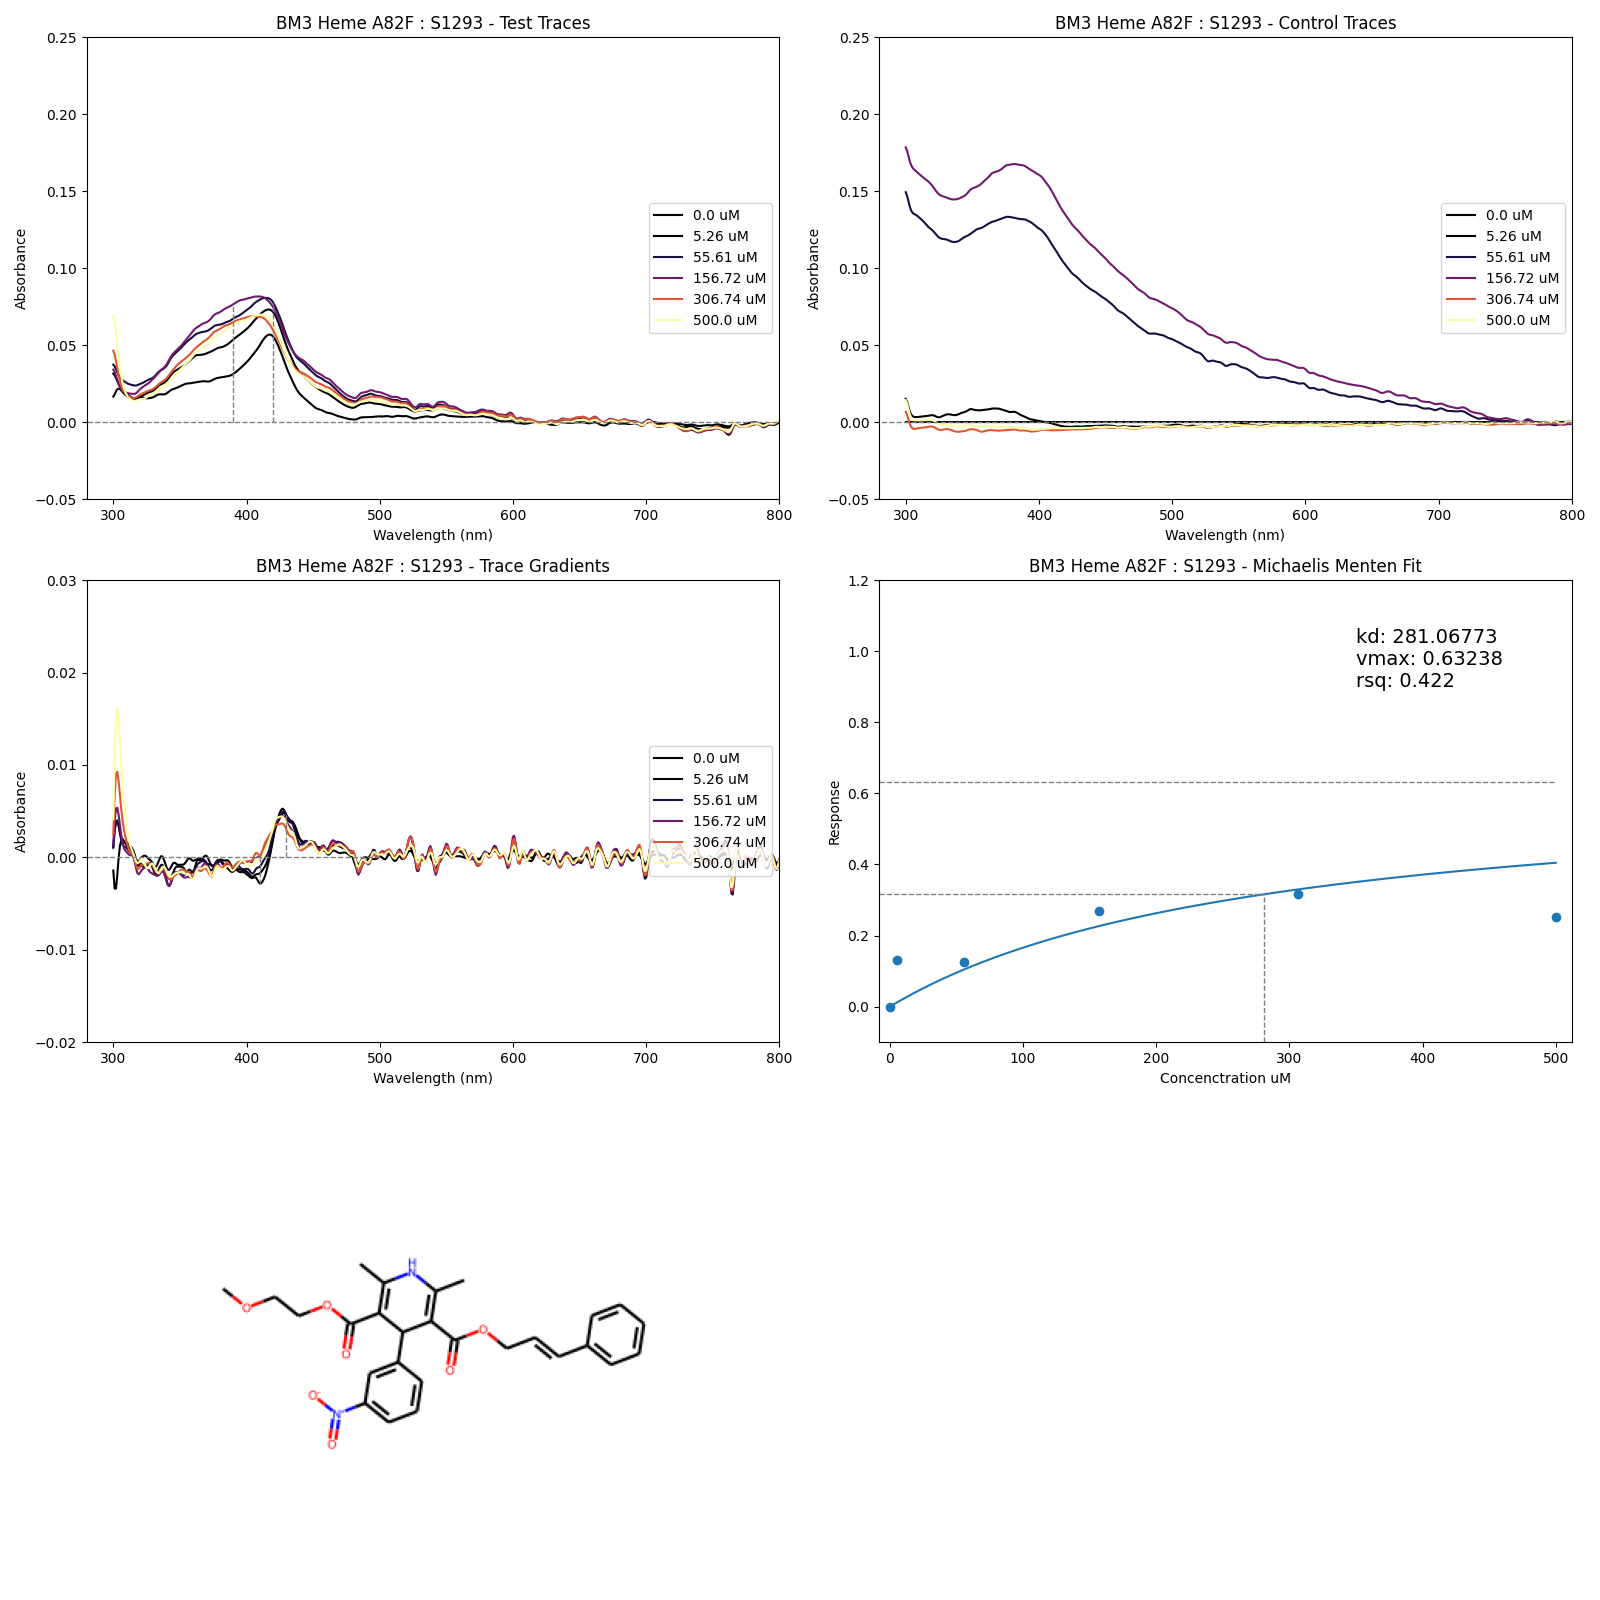 BM3 Heme A82F : S1293 - Test Traces
0.25
0.20
0.15
0.10
0.05
0.00
−0.05
Absorbance
300 400 500 600 700 800
Wavelength (nm)
0.0 uM
5.26 uM
55.61 uM
156.72 uM
306.74 uM
500.0 uM
BM3 Heme A82F : S1293 - Control Traces
0.25
0.20
0.15
0.10
0.05
0.00
−0.05
Absorbance
300 400 500 600 700 800
Wavelength (nm)
0.0 uM
5.26 uM
55.61 uM
156.72 uM
306.74 uM
500.0 uM
BM3 Heme A82F : S1293 - Trace Gradients
0.03
0.02
0.01
0.00
−0.01
−0.02
Absorbance
300 400 500 600 700 800
Wavelength (nm)
0.0 uM
5.26 uM
55.61 uM
156.72 uM
306.74 uM
500.0 uM
BM3 Heme A82F : S1293 - Michaelis Menten Fit
1.2
1.0
0.8
0.6
0.4
0.2
0.0
Response
0 100 200 300 400 500
Concenctration uM
kd: 281.06773
vmax: 0.63238
rsq: 0.422
H
N
O
O
O
O
O
O-
N+
O